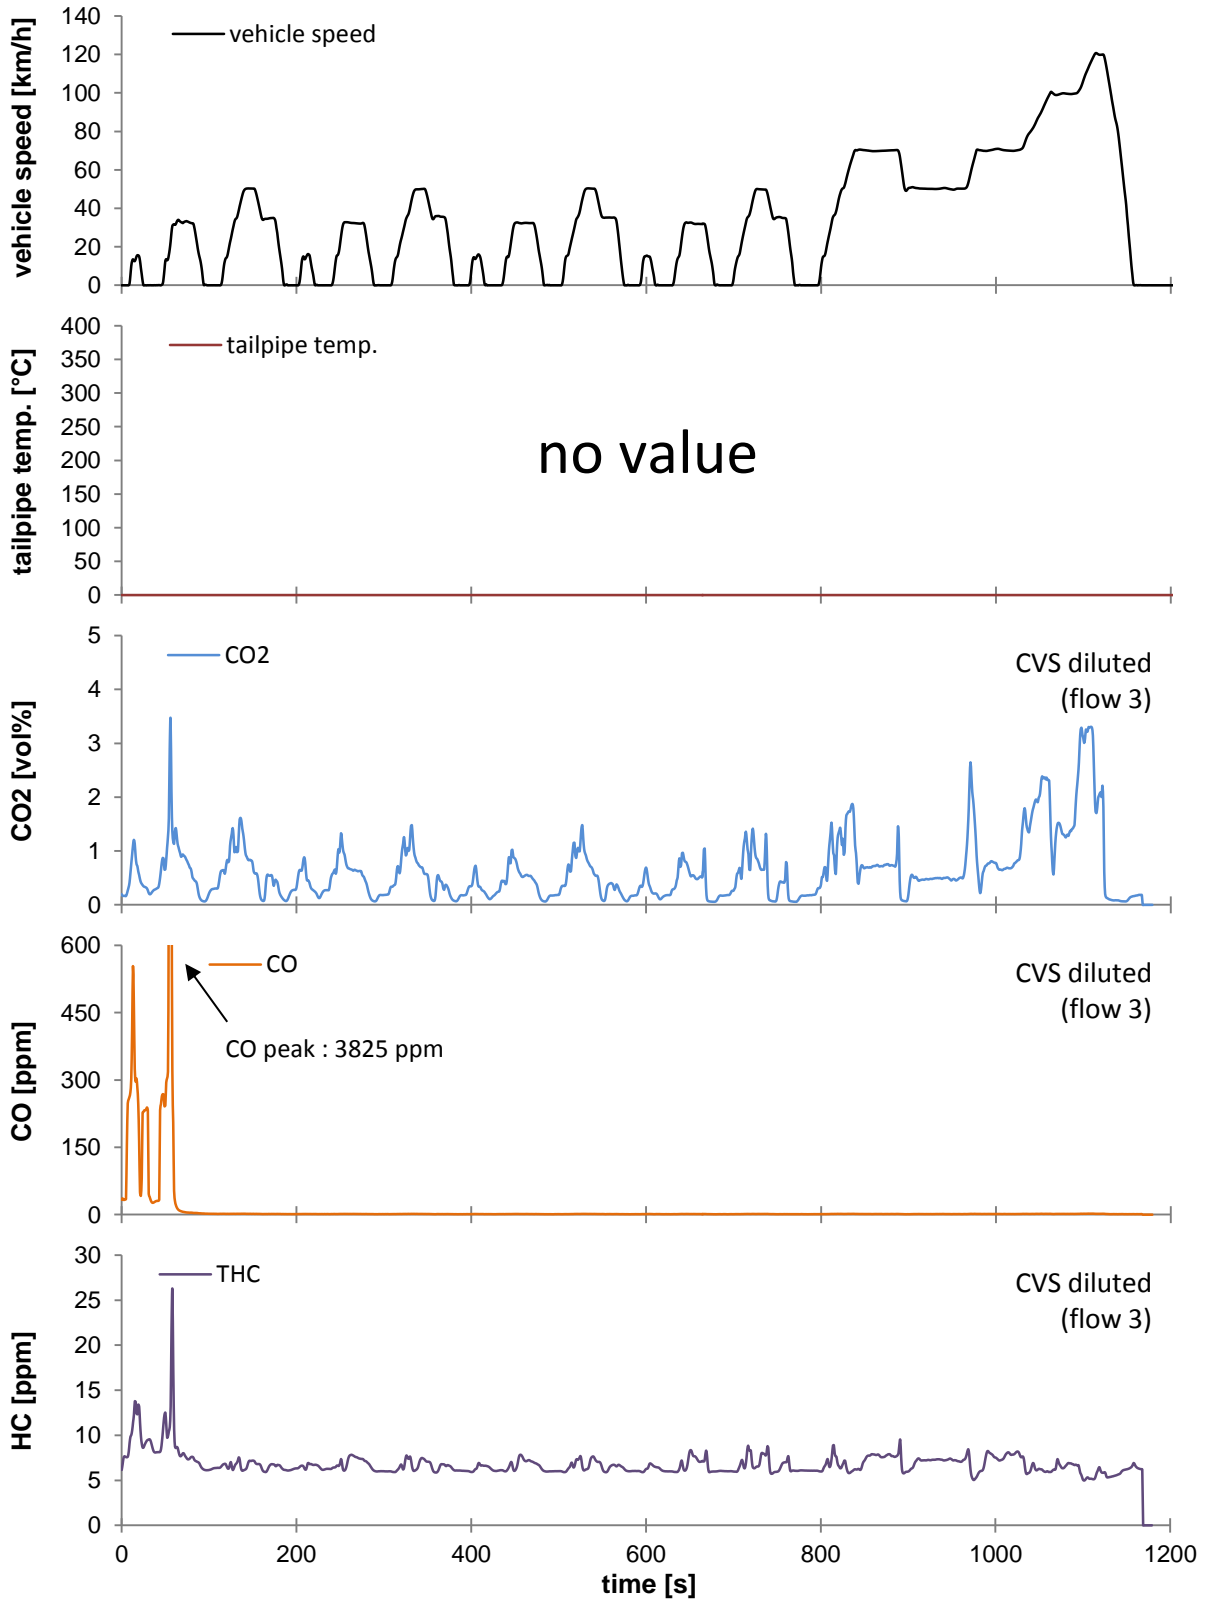 vehicle speed [km/h]
140
120
100
80
60
40
20
0
vehicle speed
tailpipe temp. [°C]
400
350
300
250
200
150
100
50
0
tailpipe temp.
no value
CO2 [vol%]
5
4
3
2
1
0
CO2
CVS diluted
(flow 3)
CO [ppm]
600
450
300
150
0
CO
CO peak : 3825 ppm
CVS diluted
(flow 3)
HC [ppm]
30
25
20
15
10
5
0
THC
CVS diluted
(flow 3)
0 200 400 600 800 1000 1200
time [s]